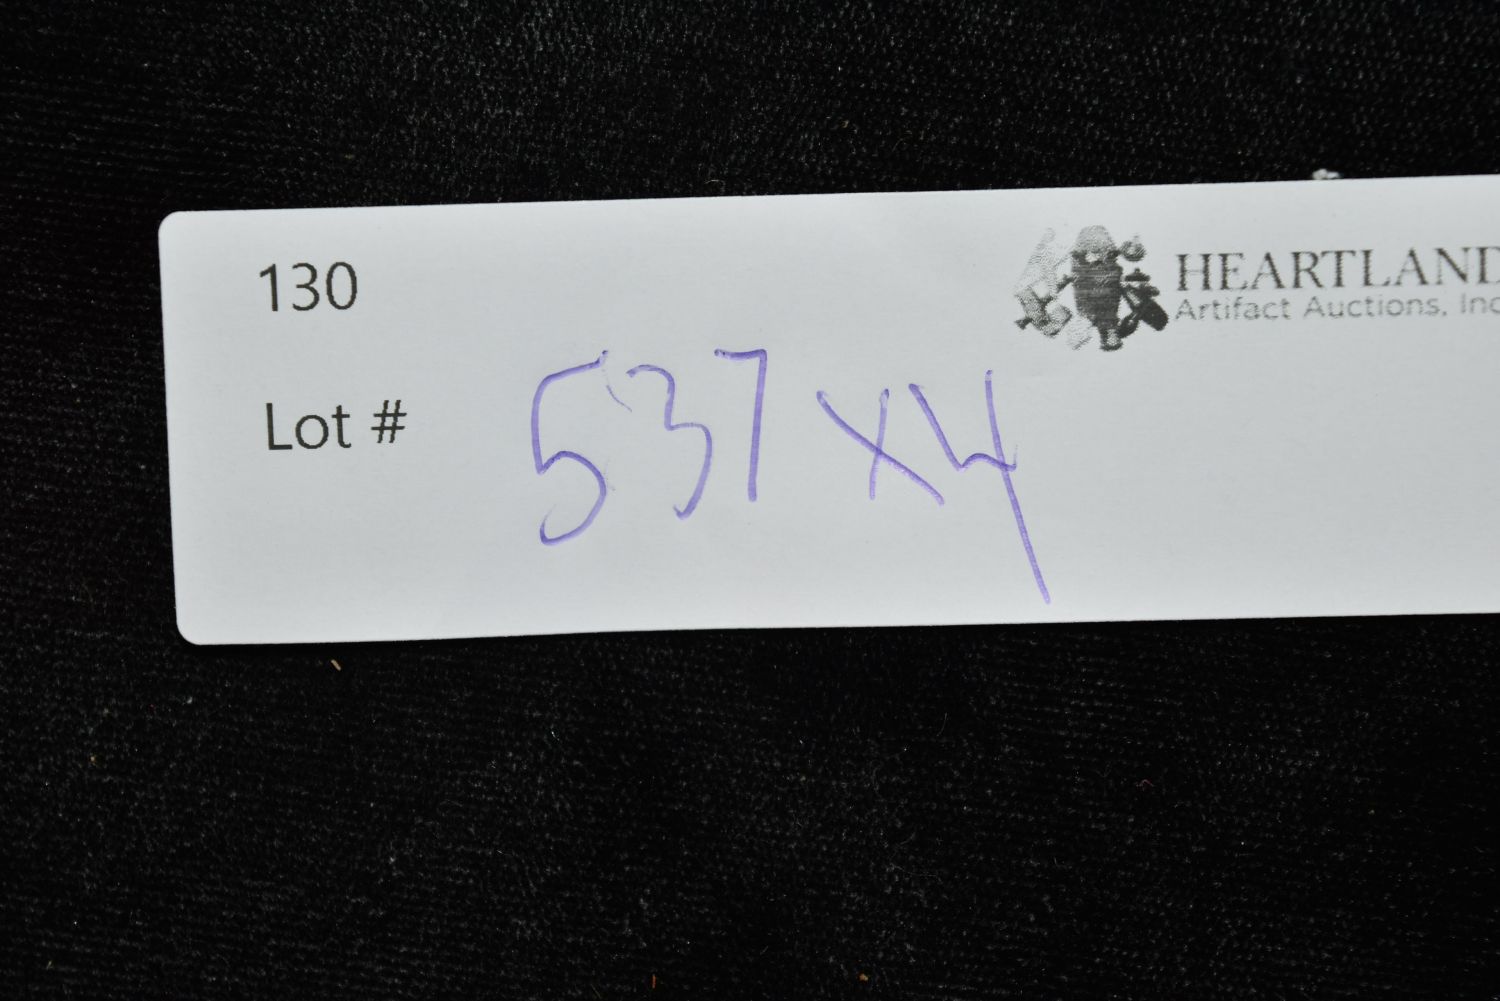 130
HEARTLAND
Artifact Auctions, Inc
Lot # 537 x4